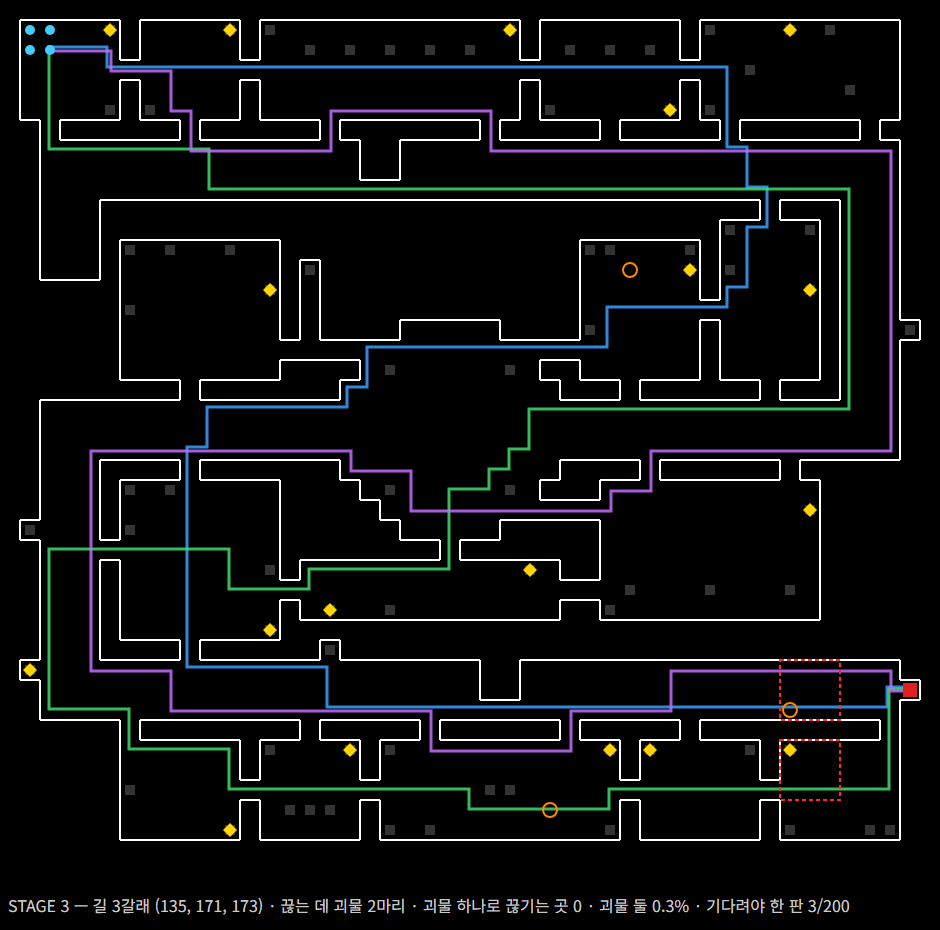 STAGE 3 — 길 3갈래 (135, 171, 173) · 끊는 데 괴물 2마리 · 괴물 하나로 끊기는 곳 0 · 괴물 둘 0.3% · 기다려야 한 판 3/200